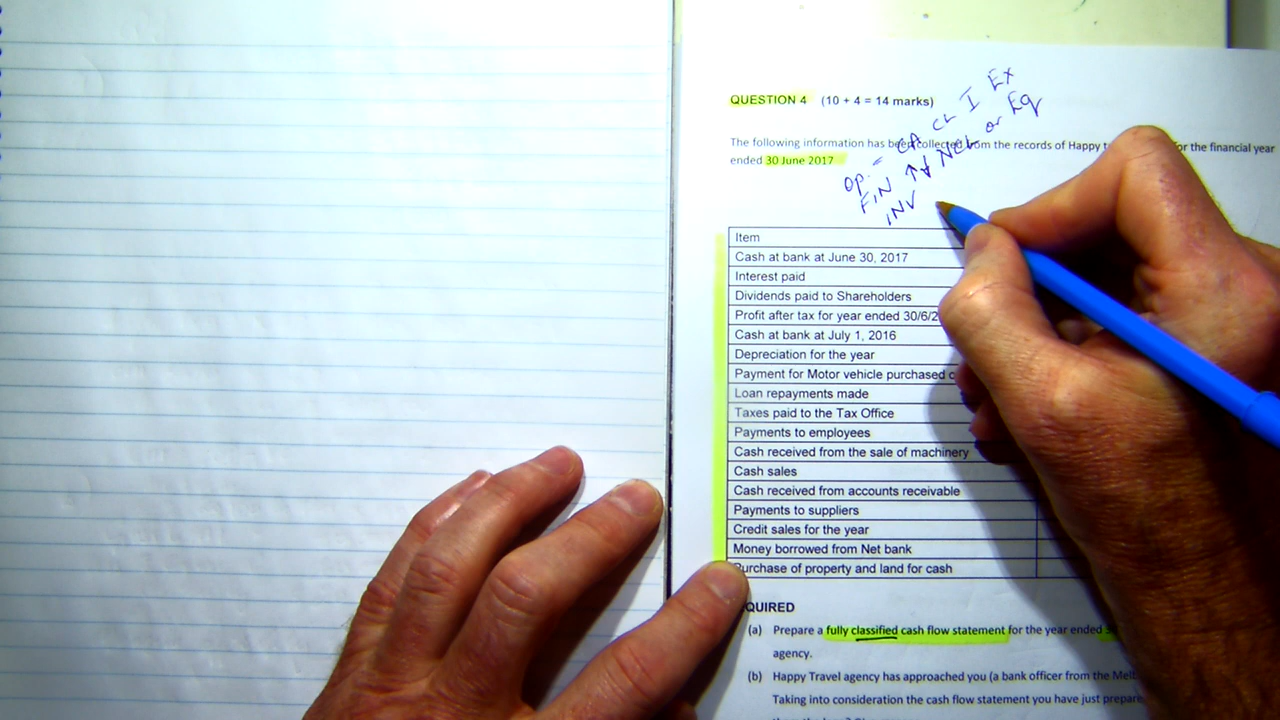 QUESTION 4 (10 + 4 = 14 marks)
The following information has been collected from the records of Happy t for the financial year
ended 30 June 2017
Op. = CA CL I Ex
FIN ↑↓ NCL or Eq
INV
Item
Cash at bank at June 30, 2017
Interest paid
Dividends paid to Shareholders
Profit after tax for year ended 30/6/2
Cash at bank at July 1, 2016
Depreciation for the year
Payment for Motor vehicle purchased
Loan repayments made
Taxes paid to the Tax Office
Payments to employees
Cash received from the sale of machinery
Cash sales
Cash received from accounts receivable
Payments to suppliers
Credit sales for the year
Money borrowed from Net bank
Purchase of property and land for cash
QUIRED
(a) Prepare a fully classified cash flow statement for the year ended
agency.
(b) Happy Travel agency has approached you (a bank officer from the Mel
Taking into consideration the cash flow statement you have just prepare